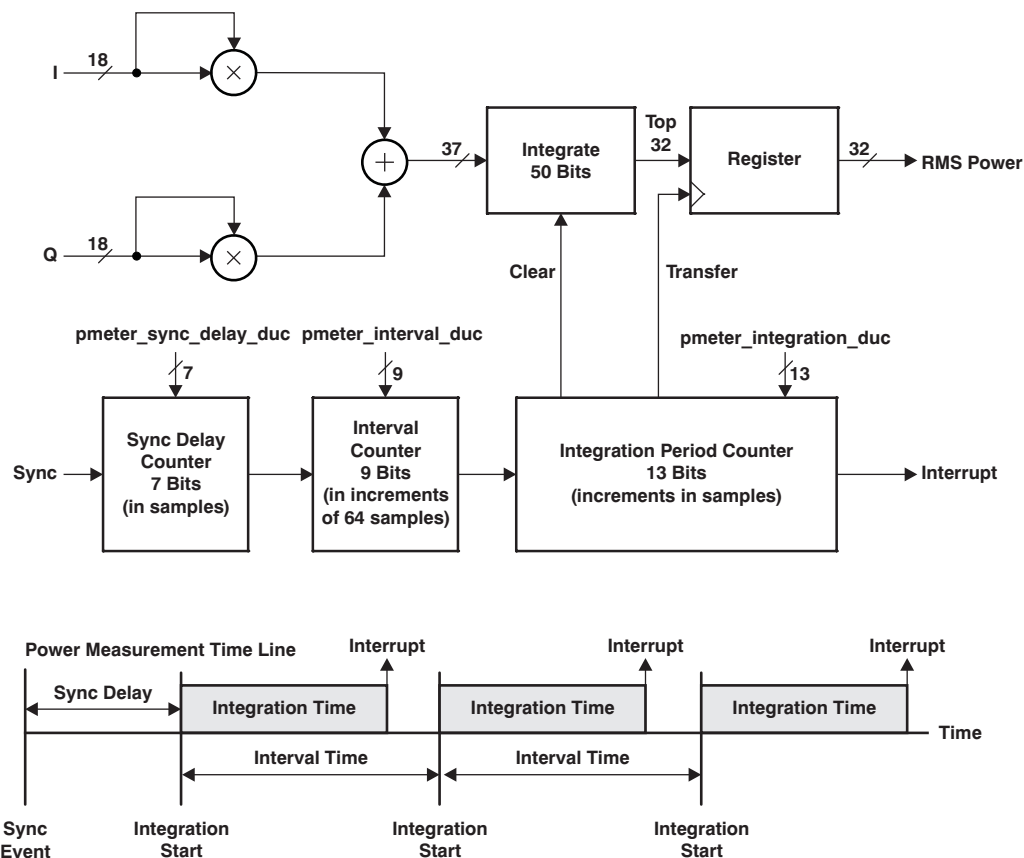 I
18
×
37
Integrate
50 Bits
Top
32
Register
32
RMS Power
+
Q
18
×
Clear
Transfer
pmeter_sync_delay_duc
7
pmeter_interval_duc
9
pmeter_integration_duc
13
Sync
Sync Delay
Counter
7 Bits
(in samples)
Interval
Counter
9 Bits
(in increments
of 64 samples)
Integration Period Counter
13 Bits
(increments in samples)
Interrupt
Power Measurement Time Line
Interrupt
Interrupt
Interrupt
Sync Delay
Integration Time
Integration Time
Integration Time
Time
Interval Time
Interval Time
Sync
Event
Integration
Start
Integration
Start
Integration
Start